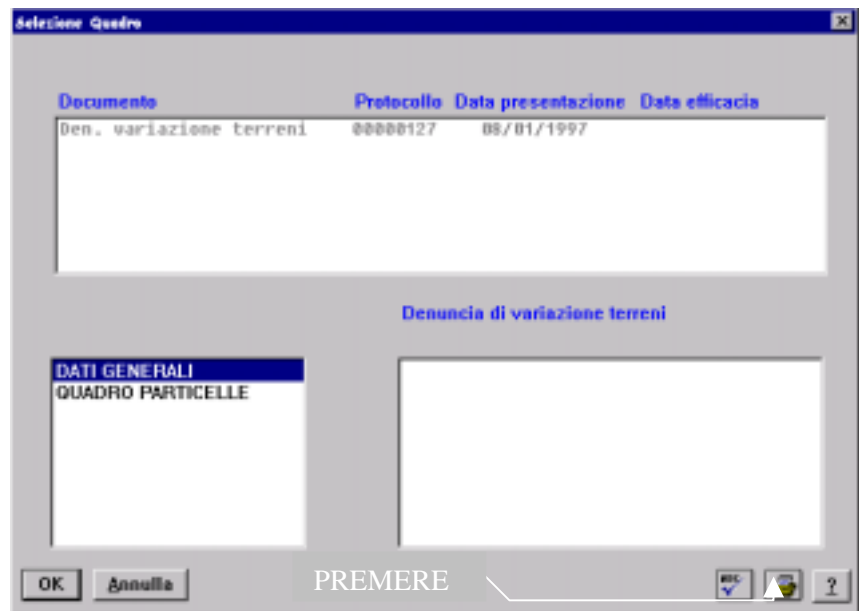 Selezione Quadro
Documento Protocollo Data presentazione Data efficacia
Den. variazione terreni 00000127 08/01/1997
Denuncia di variazione terreni
DATI GENERALI
QUADRO PARTICELLE
OK Annulla PREMERE ABC ?